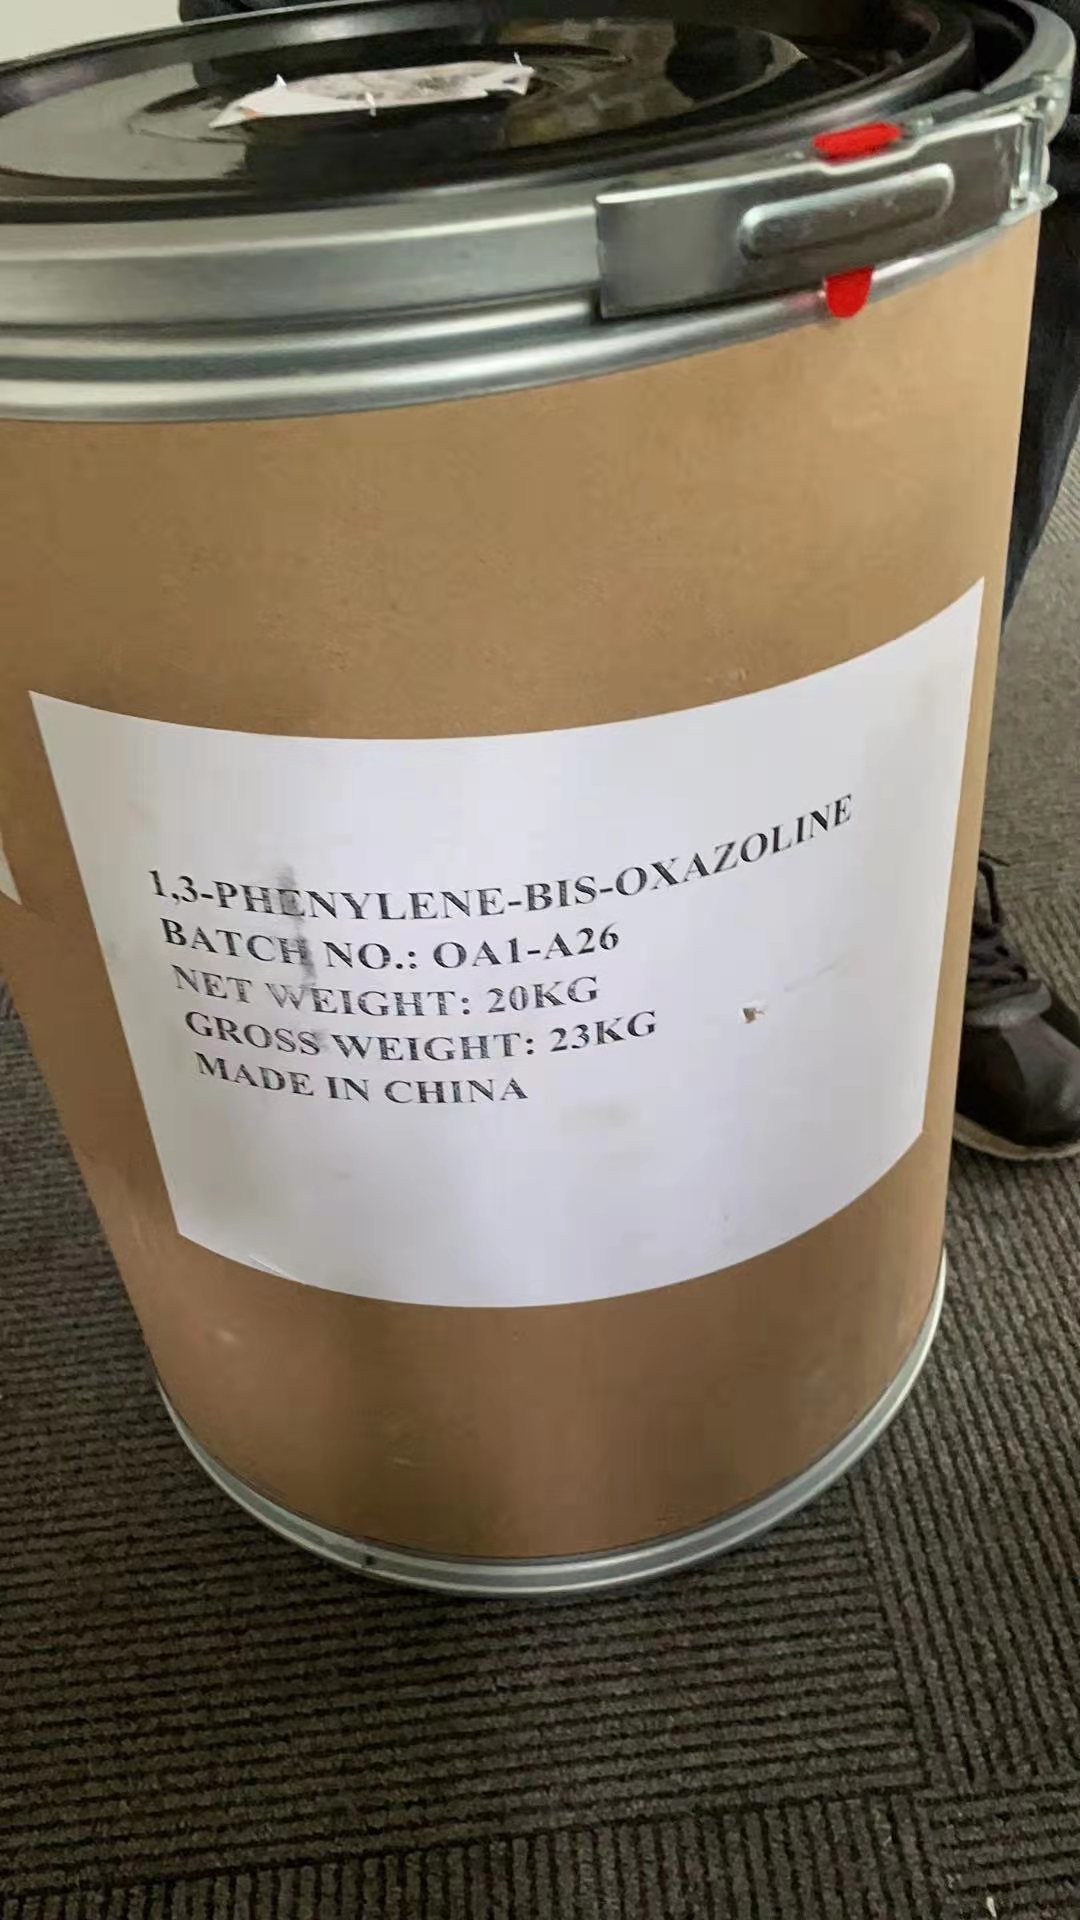 1,3-PHENYLENE-BIS-OXAZOLINE
BATCH NO.: OA1-A26
NET WEIGHT: 20KG
GROSS WEIGHT: 23KG
MADE IN CHINA